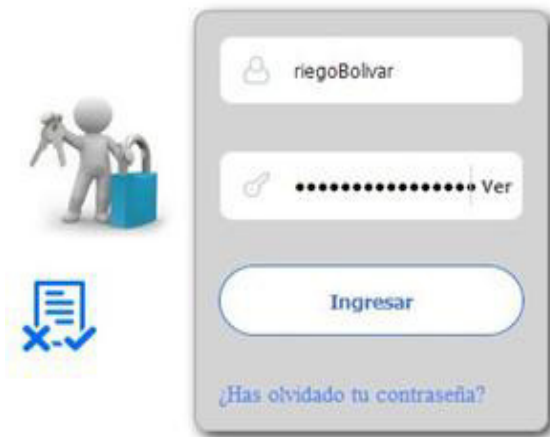 riegoBolivar
•••••••••••••••• Ver
Ingresar
¿Has olvidado tu contraseña?